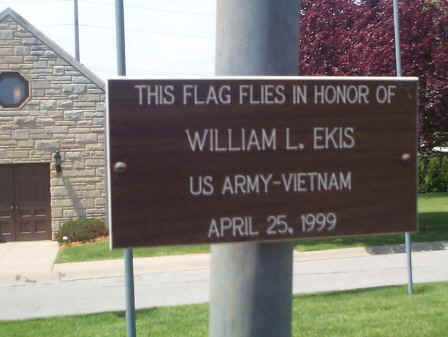 THIS FLAG FLIES IN HONOR OF
WILLIAM L. EKIS
US ARMY-VIETNAM
APRIL 25, 1999